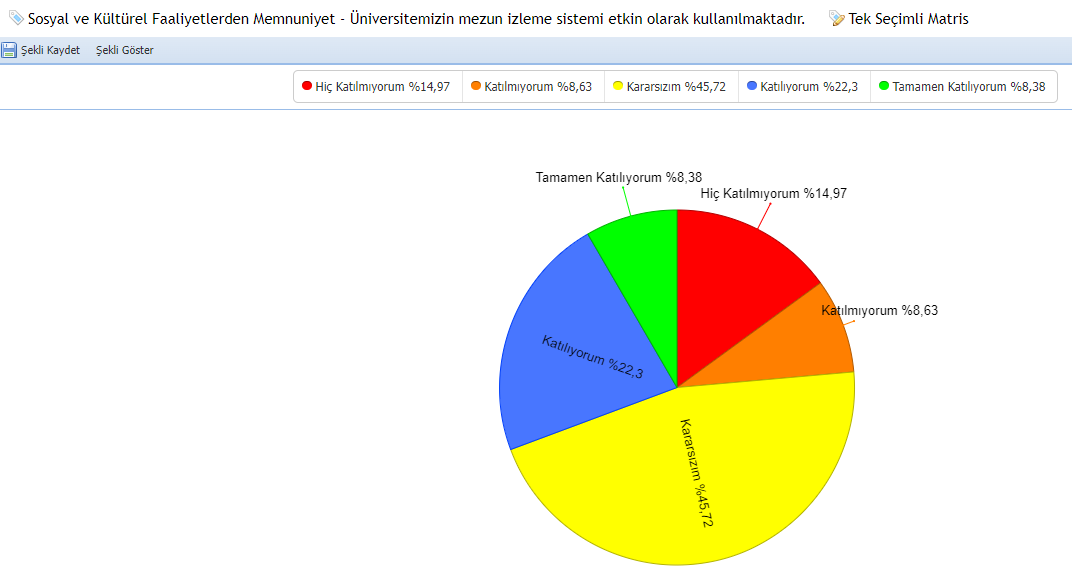 Sosyal ve Kültürel Faaliyetlerden Memnuniyet - Üniversitemizin mezun izleme sistemi etkin olarak kullanılmaktadır. Tek Seçimli Matris
Şekli Kaydet Şekli Göster
Hiç Katılmıyorum %14,97 Katılmıyorum %8,63 Kararsızım %45,72 Katılıyorum %22,3 Tamamen Katılıyorum %8,38
Tamamen Katılıyorum %8,38
Hiç Katılmıyorum %14,97
Katılmıyorum %8,63
Katılıyorum %22,3
Kararsızım %45,72